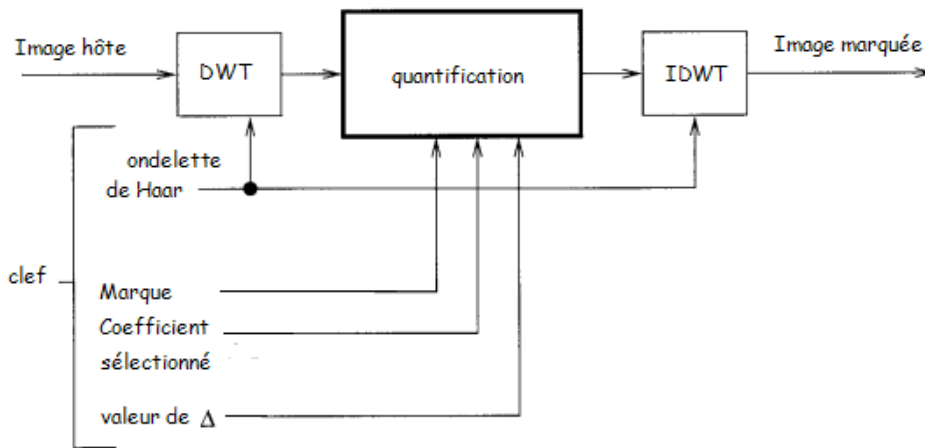 Image hôte
DWT
quantification
IDWT
Image marquée
ondelette
de Haar
clef
Marque
Coefficient
sélectionné
valeur de Δ